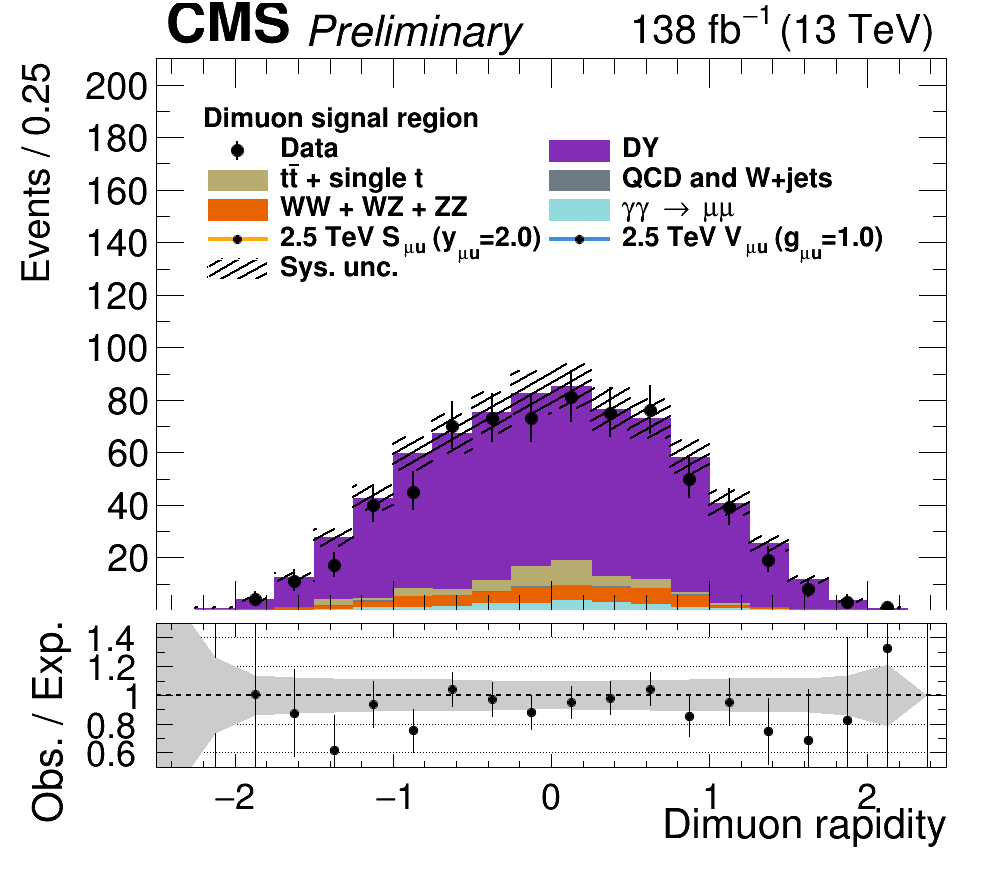 CMS Preliminary 138 fb⁻¹ (13 TeV)
Events / 0.25
200
180
160
140
120
100
80
60
40
20
Dimuon signal region
Data DY
tt̄ + single t QCD and W+jets
WW + WZ + ZZ γγ → μμ
2.5 TeV S_μu (y_μu=2.0) 2.5 TeV V_μu (g_μu=1.0)
Sys. unc.
Obs. / Exp.
1.4
1.2
1
0.8
0.6
−2 −1 0 1 2
Dimuon rapidity